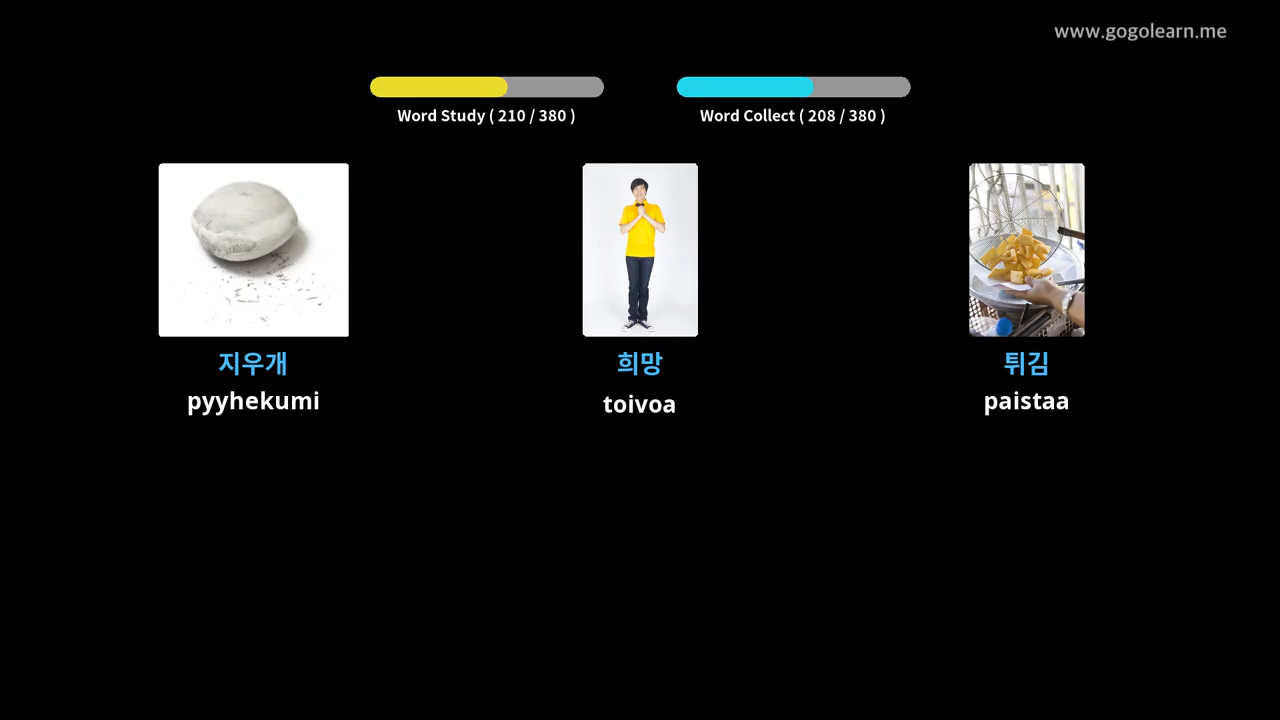 www.gogolearn.me
Word Study ( 210 / 380 )
Word Collect ( 208 / 380 )
지우개
pyyhekumi
희망
toivoa
튀김
paistaa